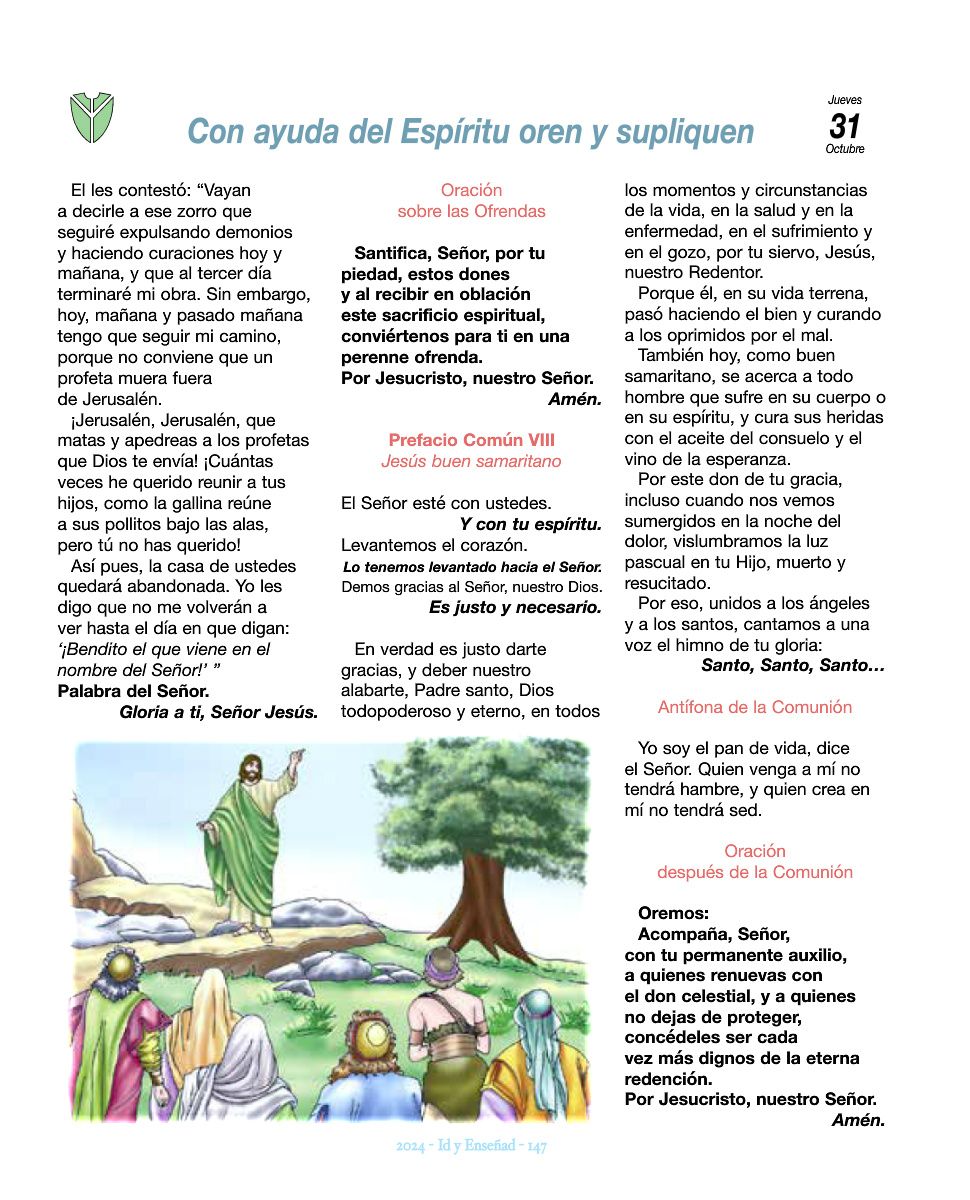 Con ayuda del Espíritu oren y supliquen
Jueves
31
Octubre
El les contestó: “Vayan
a decirle a ese zorro que
seguiré expulsando demonios
y haciendo curaciones hoy y
mañana, y que al tercer día
terminaré mi obra. Sin embargo,
hoy, mañana y pasado mañana
tengo que seguir mi camino,
porque no conviene que un
profeta muera fuera
de Jerusalén.
¡Jerusalén, Jerusalén, que
matas y apedreas a los profetas
que Dios te envía! ¡Cuántas
veces he querido reunir a tus
hijos, como la gallina reúne
a sus pollitos bajo las alas,
pero tú no has querido!
Así pues, la casa de ustedes
quedará abandonada. Yo les
digo que no me volverán a
ver hasta el día en que digan:
‘¡Bendito el que viene en el
nombre del Señor!’ ”
Palabra del Señor.
Gloria a ti, Señor Jesús.
Oración
sobre las Ofrendas
Santifica, Señor, por tu
piedad, estos dones
y al recibir en oblación
este sacrificio espiritual,
conviértenos para ti en una
perenne ofrenda.
Por Jesucristo, nuestro Señor.
Amén.
Prefacio Común VIII
Jesús buen samaritano
El Señor esté con ustedes.
Y con tu espíritu.
Levantemos el corazón.
Lo tenemos levantado hacia el Señor.
Demos gracias al Señor, nuestro Dios.
Es justo y necesario.
En verdad es justo darte
gracias, y deber nuestro
alabarte, Padre santo, Dios
todopoderoso y eterno, en todos
los momentos y circunstancias
de la vida, en la salud y en la
enfermedad, en el sufrimiento y
en el gozo, por tu siervo, Jesús,
nuestro Redentor.
Porque él, en su vida terrena,
pasó haciendo el bien y curando
a los oprimidos por el mal.
También hoy, como buen
samaritano, se acerca a todo
hombre que sufre en su cuerpo o
en su espíritu, y cura sus heridas
con el aceite del consuelo y el
vino de la esperanza.
Por este don de tu gracia,
incluso cuando nos vemos
sumergidos en la noche del
dolor, vislumbramos la luz
pascual en tu Hijo, muerto y
resucitado.
Por eso, unidos a los ángeles
y a los santos, cantamos a una
voz el himno de tu gloria:
Santo, Santo, Santo…
Antífona de la Comunión
Yo soy el pan de vida, dice
el Señor. Quien venga a mí no
tendrá hambre, y quien crea en
mí no tendrá sed.
Oración
después de la Comunión
Oremos:
Acompaña, Señor,
con tu permanente auxilio,
a quienes renuevas con
el don celestial, y a quienes
no dejas de proteger,
concédeles ser cada
vez más dignos de la eterna
redención.
Por Jesucristo, nuestro Señor.
Amén.
2024 - Id y Enseñad - 147